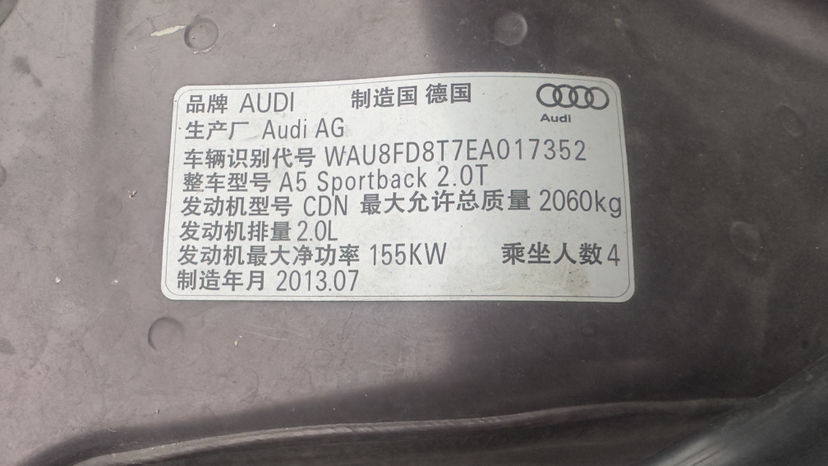 品牌 AUDI 制造国 德国
Audi
生产厂 Audi AG
车辆识别代号 WAU8FD8T7EA017352
整车型号 A5 Sportback 2.0T
发动机型号 CDN 最大允许总质量 2060kg
发动机排量 2.0L
发动机最大净功率 155KW 乘坐人数 4
制造年月 2013.07